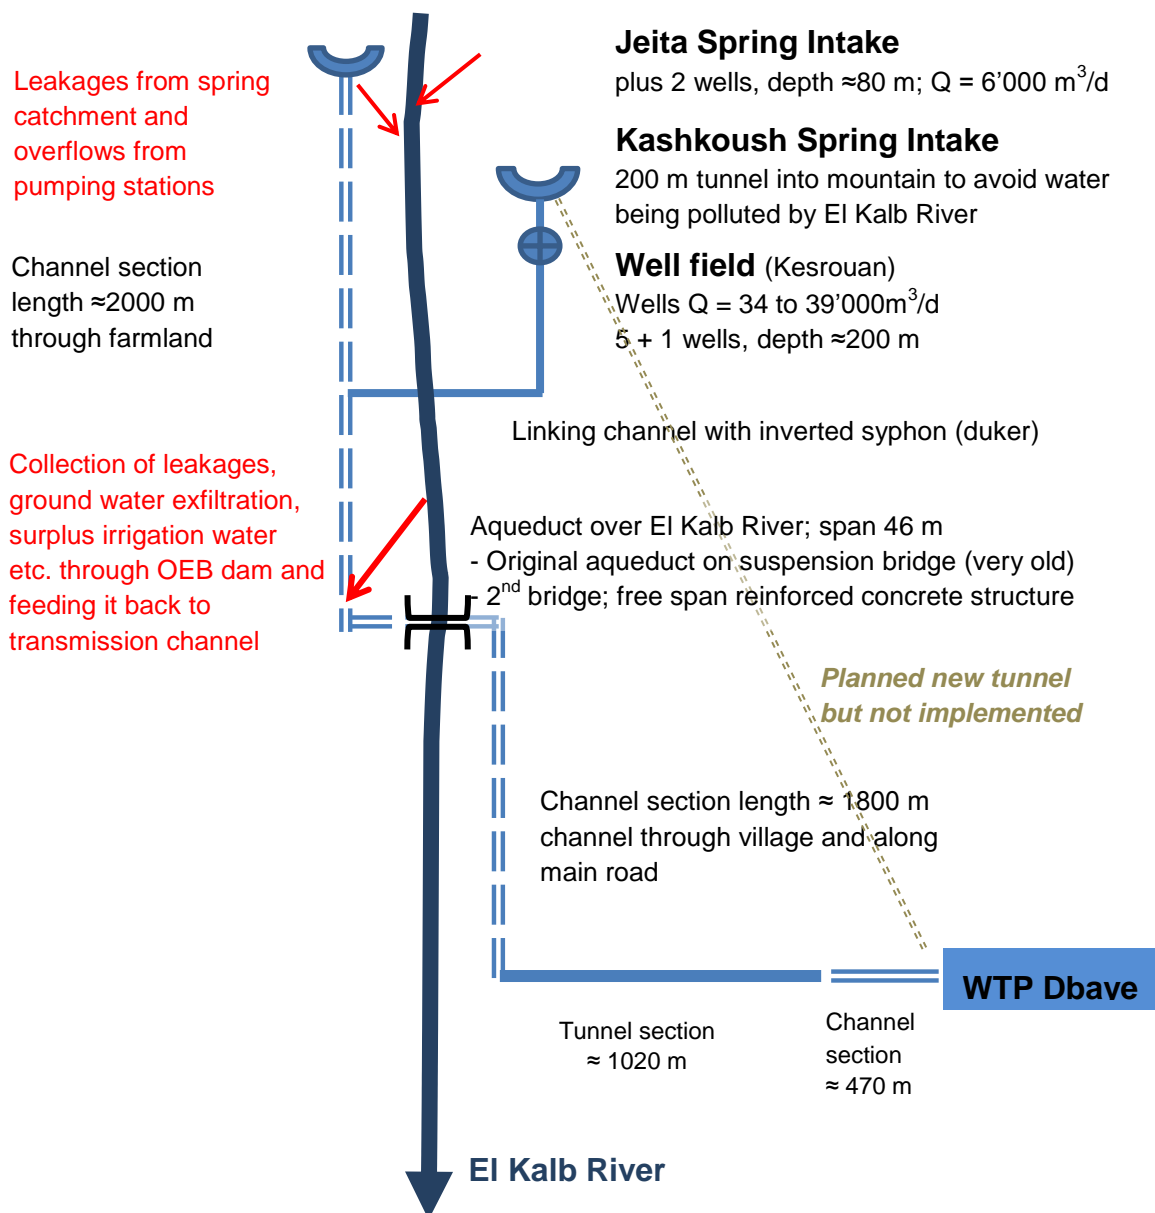 Jeita Spring Intake
plus 2 wells, depth ≈80 m; Q = 6’000 m³/d
Leakages from spring
catchment and
overflows from
pumping stations
Kashkoush Spring Intake
200 m tunnel into mountain to avoid water
being polluted by El Kalb River
Well field (Kesrouan)
Wells Q = 34 to 39’000m³/d
5 + 1 wells, depth ≈200 m
Channel section
length ≈2000 m
through farmland
Linking channel with inverted syphon (duker)
Collection of leakages,
ground water exfiltration,
surplus irrigation water
etc. through OEB dam and
feeding it back to
transmission channel
Aqueduct over El Kalb River; span 46 m
- Original aqueduct on suspension bridge (very old)
- 2nd bridge; free span reinforced concrete structure
Planned new tunnel
but not implemented
Channel section length ≈ 1800 m
channel through village and along
main road
WTP Dbaye
Tunnel section
≈ 1020 m
Channel
section
≈ 470 m
El Kalb River